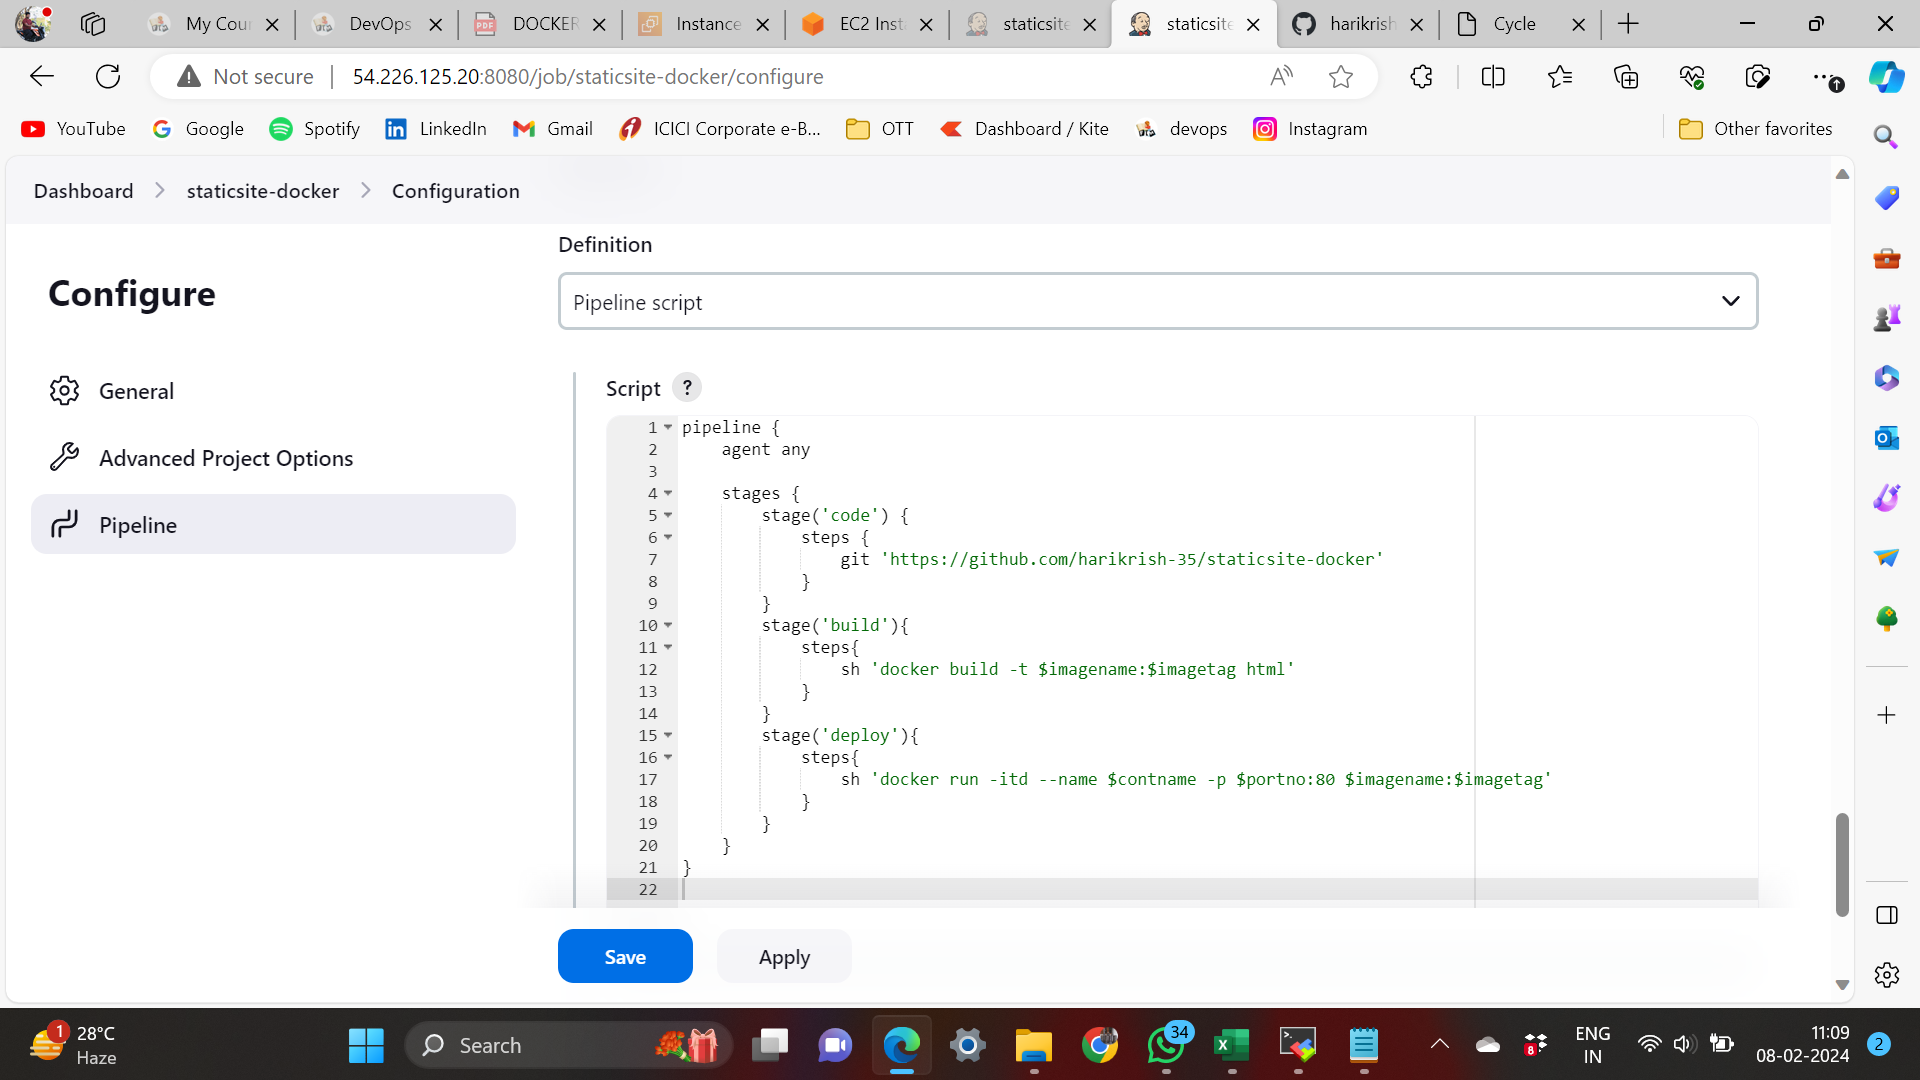 My Cour
DevOps
DOCKER
Instance
EC2 Inst
staticsite
staticsite
harikrish
Cycle
Not secure
54.226.125.20:8080/job/staticsite-docker/configure
YouTube
Google
Spotify
LinkedIn
Gmail
ICICI Corporate e-B...
OTT
Dashboard / Kite
devops
Instagram
Other favorites
Dashboard > staticsite-docker > Configuration
Configure
General
Advanced Project Options
Pipeline
Definition
Pipeline script
Script ?
1 pipeline {
2     agent any
3
4     stages {
5         stage('code') {
6             steps {
7                 git 'https://github.com/harikrish-35/staticsite-docker'
8             }
9         }
10         stage('build'){
11             steps{
12                 sh 'docker build -t $imagename:$imagetag html'
13             }
14         }
15         stage('deploy'){
16             steps{
17                 sh 'docker run -itd --name $contname -p $portno:80 $imagename:$imagetag'
18             }
19         }
20     }
21 }
22
Save
Apply
1
28°C
Haze
Search
34
8
ENG
IN
11:09
08-02-2024
2